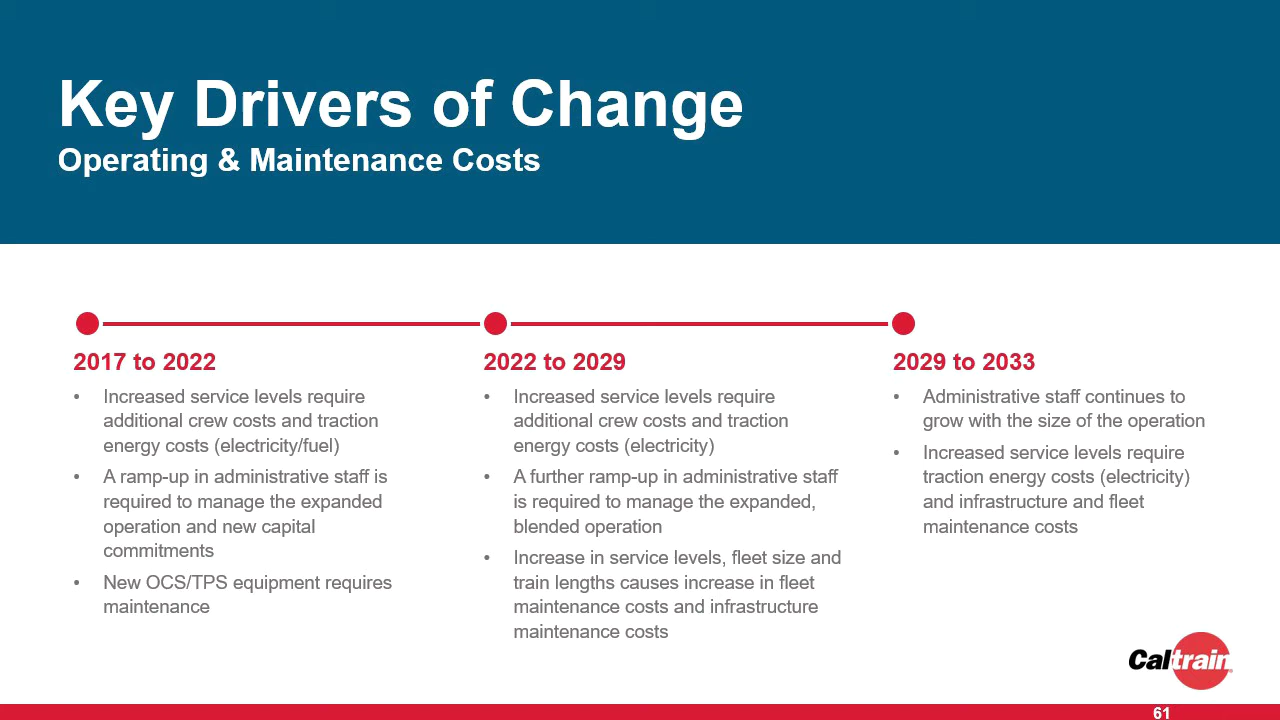 Key Drivers of Change
Operating & Maintenance Costs
2017 to 2022
• Increased service levels require
additional crew costs and traction
energy costs (electricity/fuel)
• A ramp-up in administrative staff is
required to manage the expanded
operation and new capital
commitments
• New OCS/TPS equipment requires
maintenance
2022 to 2029
• Increased service levels require
additional crew costs and traction
energy costs (electricity)
• A further ramp-up in administrative staff
is required to manage the expanded,
blended operation
• Increase in service levels, fleet size and
train lengths causes increase in fleet
maintenance costs and infrastructure
maintenance costs
2029 to 2033
• Administrative staff continues to
grow with the size of the operation
• Increased service levels require
traction energy costs (electricity)
and infrastructure and fleet
maintenance costs
Caltrain
61